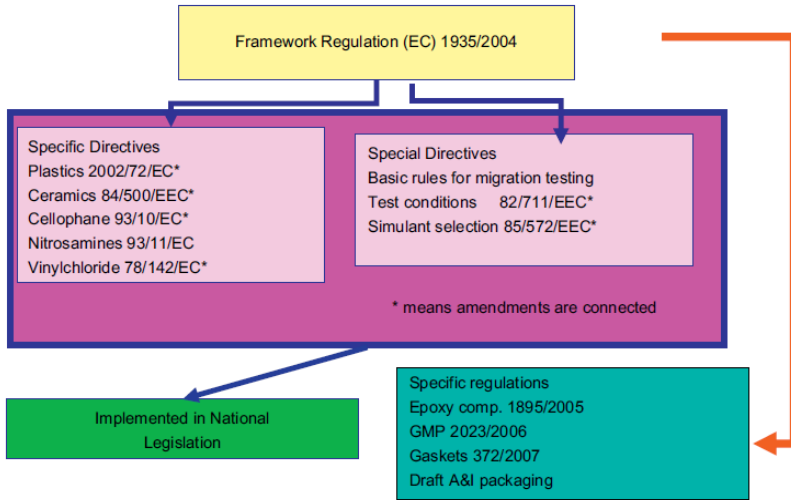 Framework Regulation (EC) 1935/2004
Specific Directives
Plastics 2002/72/EC*
Ceramics 84/500/EEC*
Cellophane 93/10/EC*
Nitrosamines 93/11/EC
Vinylchloride 78/142/EC*
Special Directives
Basic rules for migration testing
Test conditions 82/711/EEC*
Simulant selection 85/572/EEC*
* means amendments are connected
Implemented in National
Legislation
Specific regulations
Epoxy comp. 1895/2005
GMP 2023/2006
Gaskets 372/2007
Draft A&I packaging